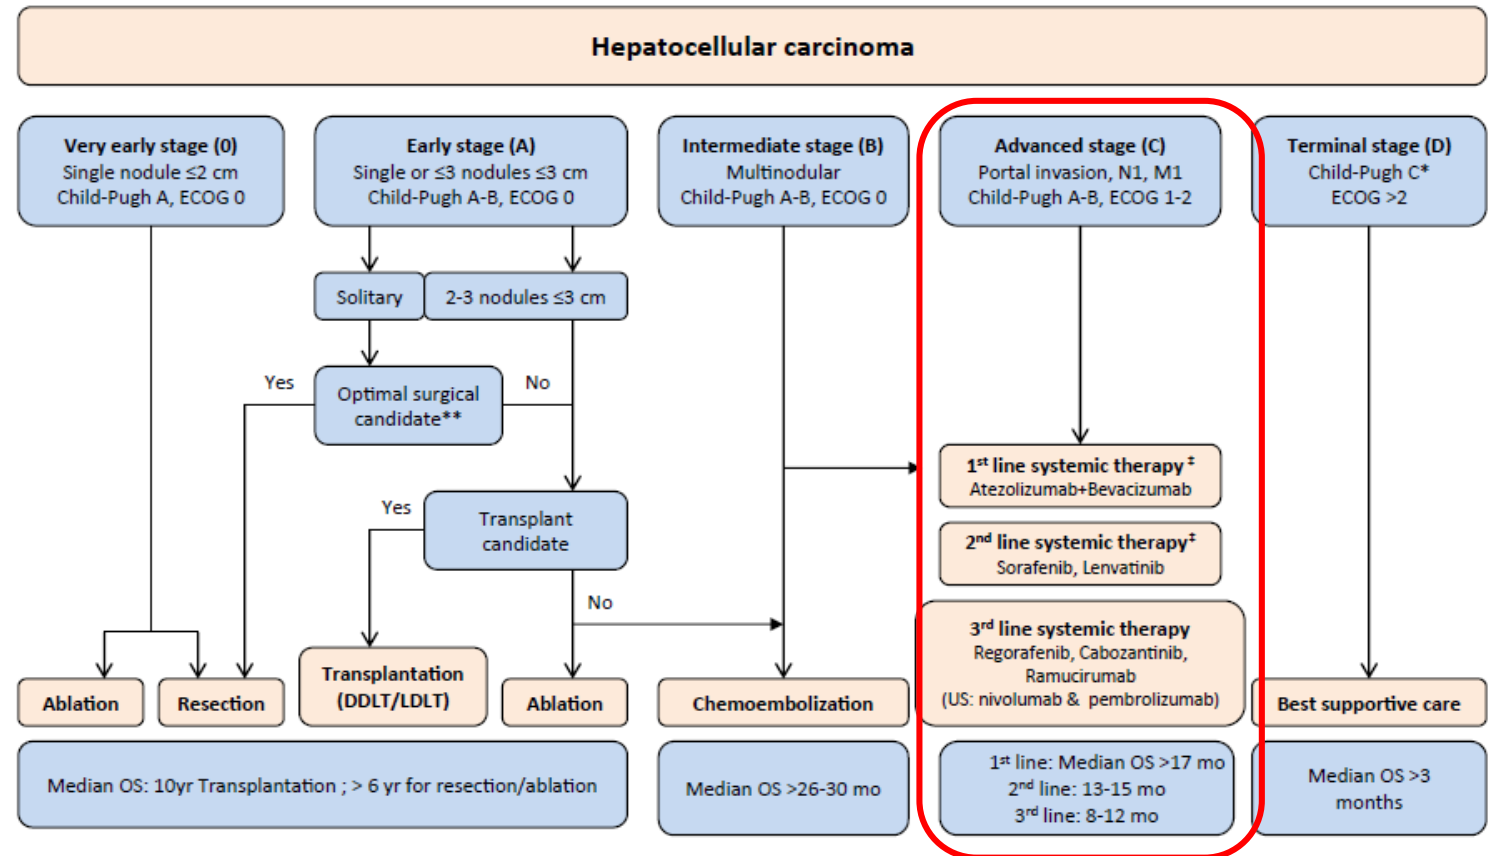 Hepatocellular carcinoma
Very early stage (0)
Single nodule ≤2 cm
Child-Pugh A, ECOG 0
Early stage (A)
Single or ≤3 nodules ≤3 cm
Child-Pugh A-B, ECOG 0
Intermediate stage (B)
Multinodular
Child-Pugh A-B, ECOG 0
Advanced stage (C)
Portal invasion, N1, M1
Child-Pugh A-B, ECOG 1-2
Terminal stage (D)
Child-Pugh C*
ECOG >2
Solitary
2-3 nodules ≤3 cm
Yes
Optimal surgical
candidate**
No
Yes
Transplant
candidate
No
1st line systemic therapy ‡
Atezolizumab+Bevacizumab
2nd line systemic therapy‡
Sorafenib, Lenvatinib
3rd line systemic therapy
Regorafenib, Cabozantinib,
Ramucirumab
(US: nivolumab & pembrolizumab)
Ablation
Resection
Transplantation
(DDLT/LDLT)
Ablation
Chemoembolization
Best supportive care
Median OS: 10yr Transplantation ; > 6 yr for resection/ablation
Median OS >26-30 mo
1st line: Median OS >17 mo
2nd line: 13-15 mo
3rd line: 8-12 mo
Median OS >3
months